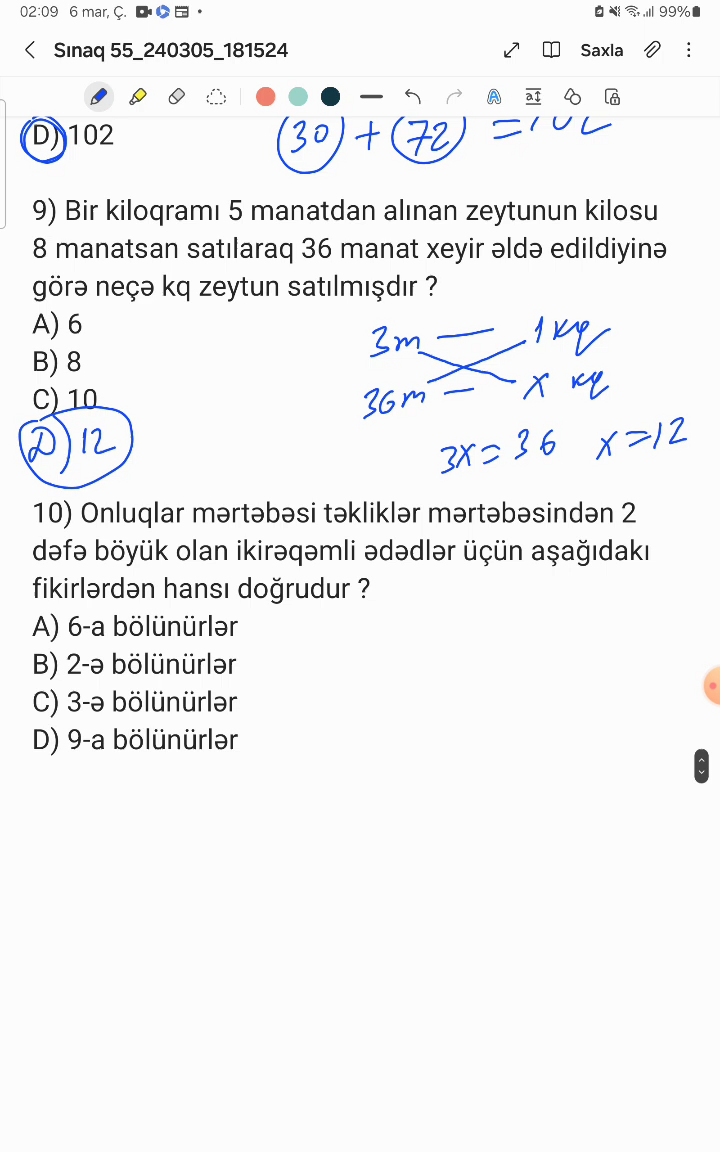 02:09 6 mar, Ç. •
99%
Sınaq 55_240305_181524
Saxla
D) 102
(30) + (72) = 102
9) Bir kiloqramı 5 manatdan alınan zeytunun kilosu
8 manatsan satılaraq 36 manat xeyir əldə edildiyinə
görə neçə kq zeytun satılmışdır ?
A) 6
B) 8
C) 10
D) 12
3m — 1 kq
36m — x kq
3x = 36 x = 12
10) Onluqlar mərtəbəsi təkliklər mərtəbəsindən 2
dəfə böyük olan ikirəqəmli ədədlər üçün aşağıdakı
fikirlərdən hansı doğrudur ?
A) 6-a bölünürlər
B) 2-ə bölünürlər
C) 3-ə bölünürlər
D) 9-a bölünürlər